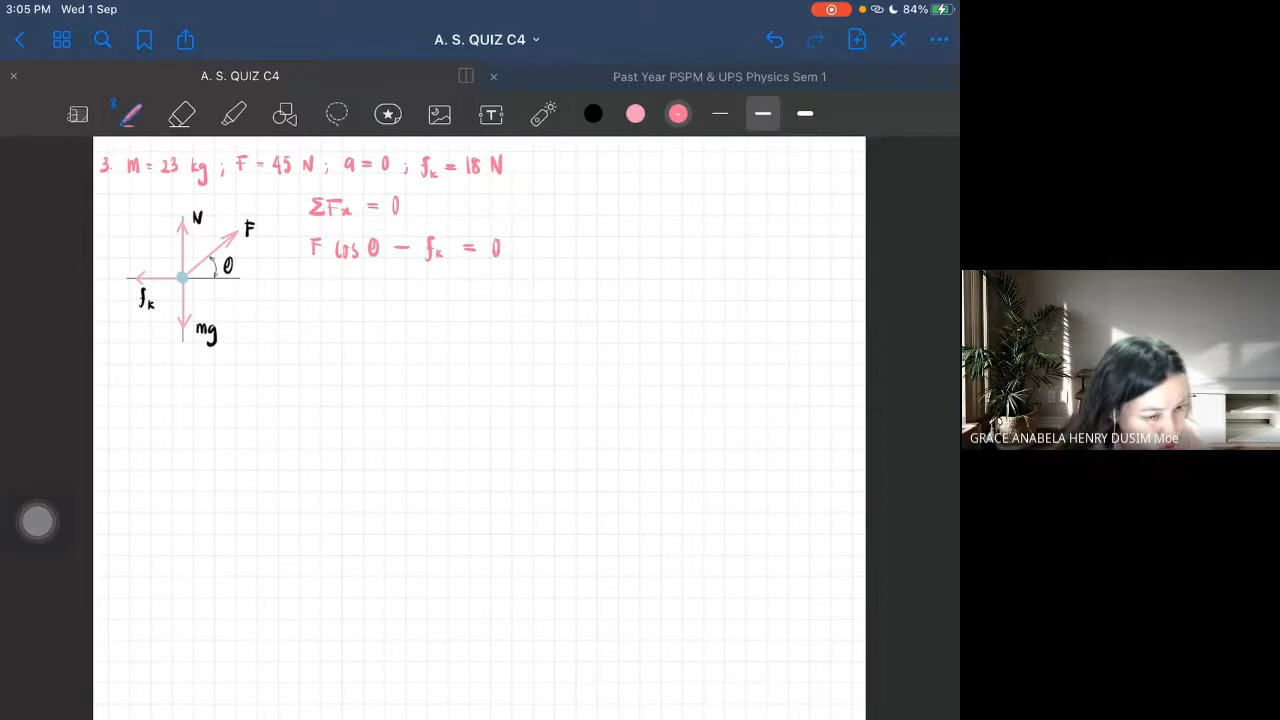 3:05 PM Wed 1 Sep
84%
A. S. QUIZ C4
A. S. QUIZ C4
Past Year PSPM & UPS Physics Sem 1
3. m = 23 kg ; F = 45 N ; a = 0 ; fk = 18 N
ΣFx = 0
F cos θ − fk = 0
N
F
θ
fk
mg
GRACE ANABELA HENRY DUSIM Moe